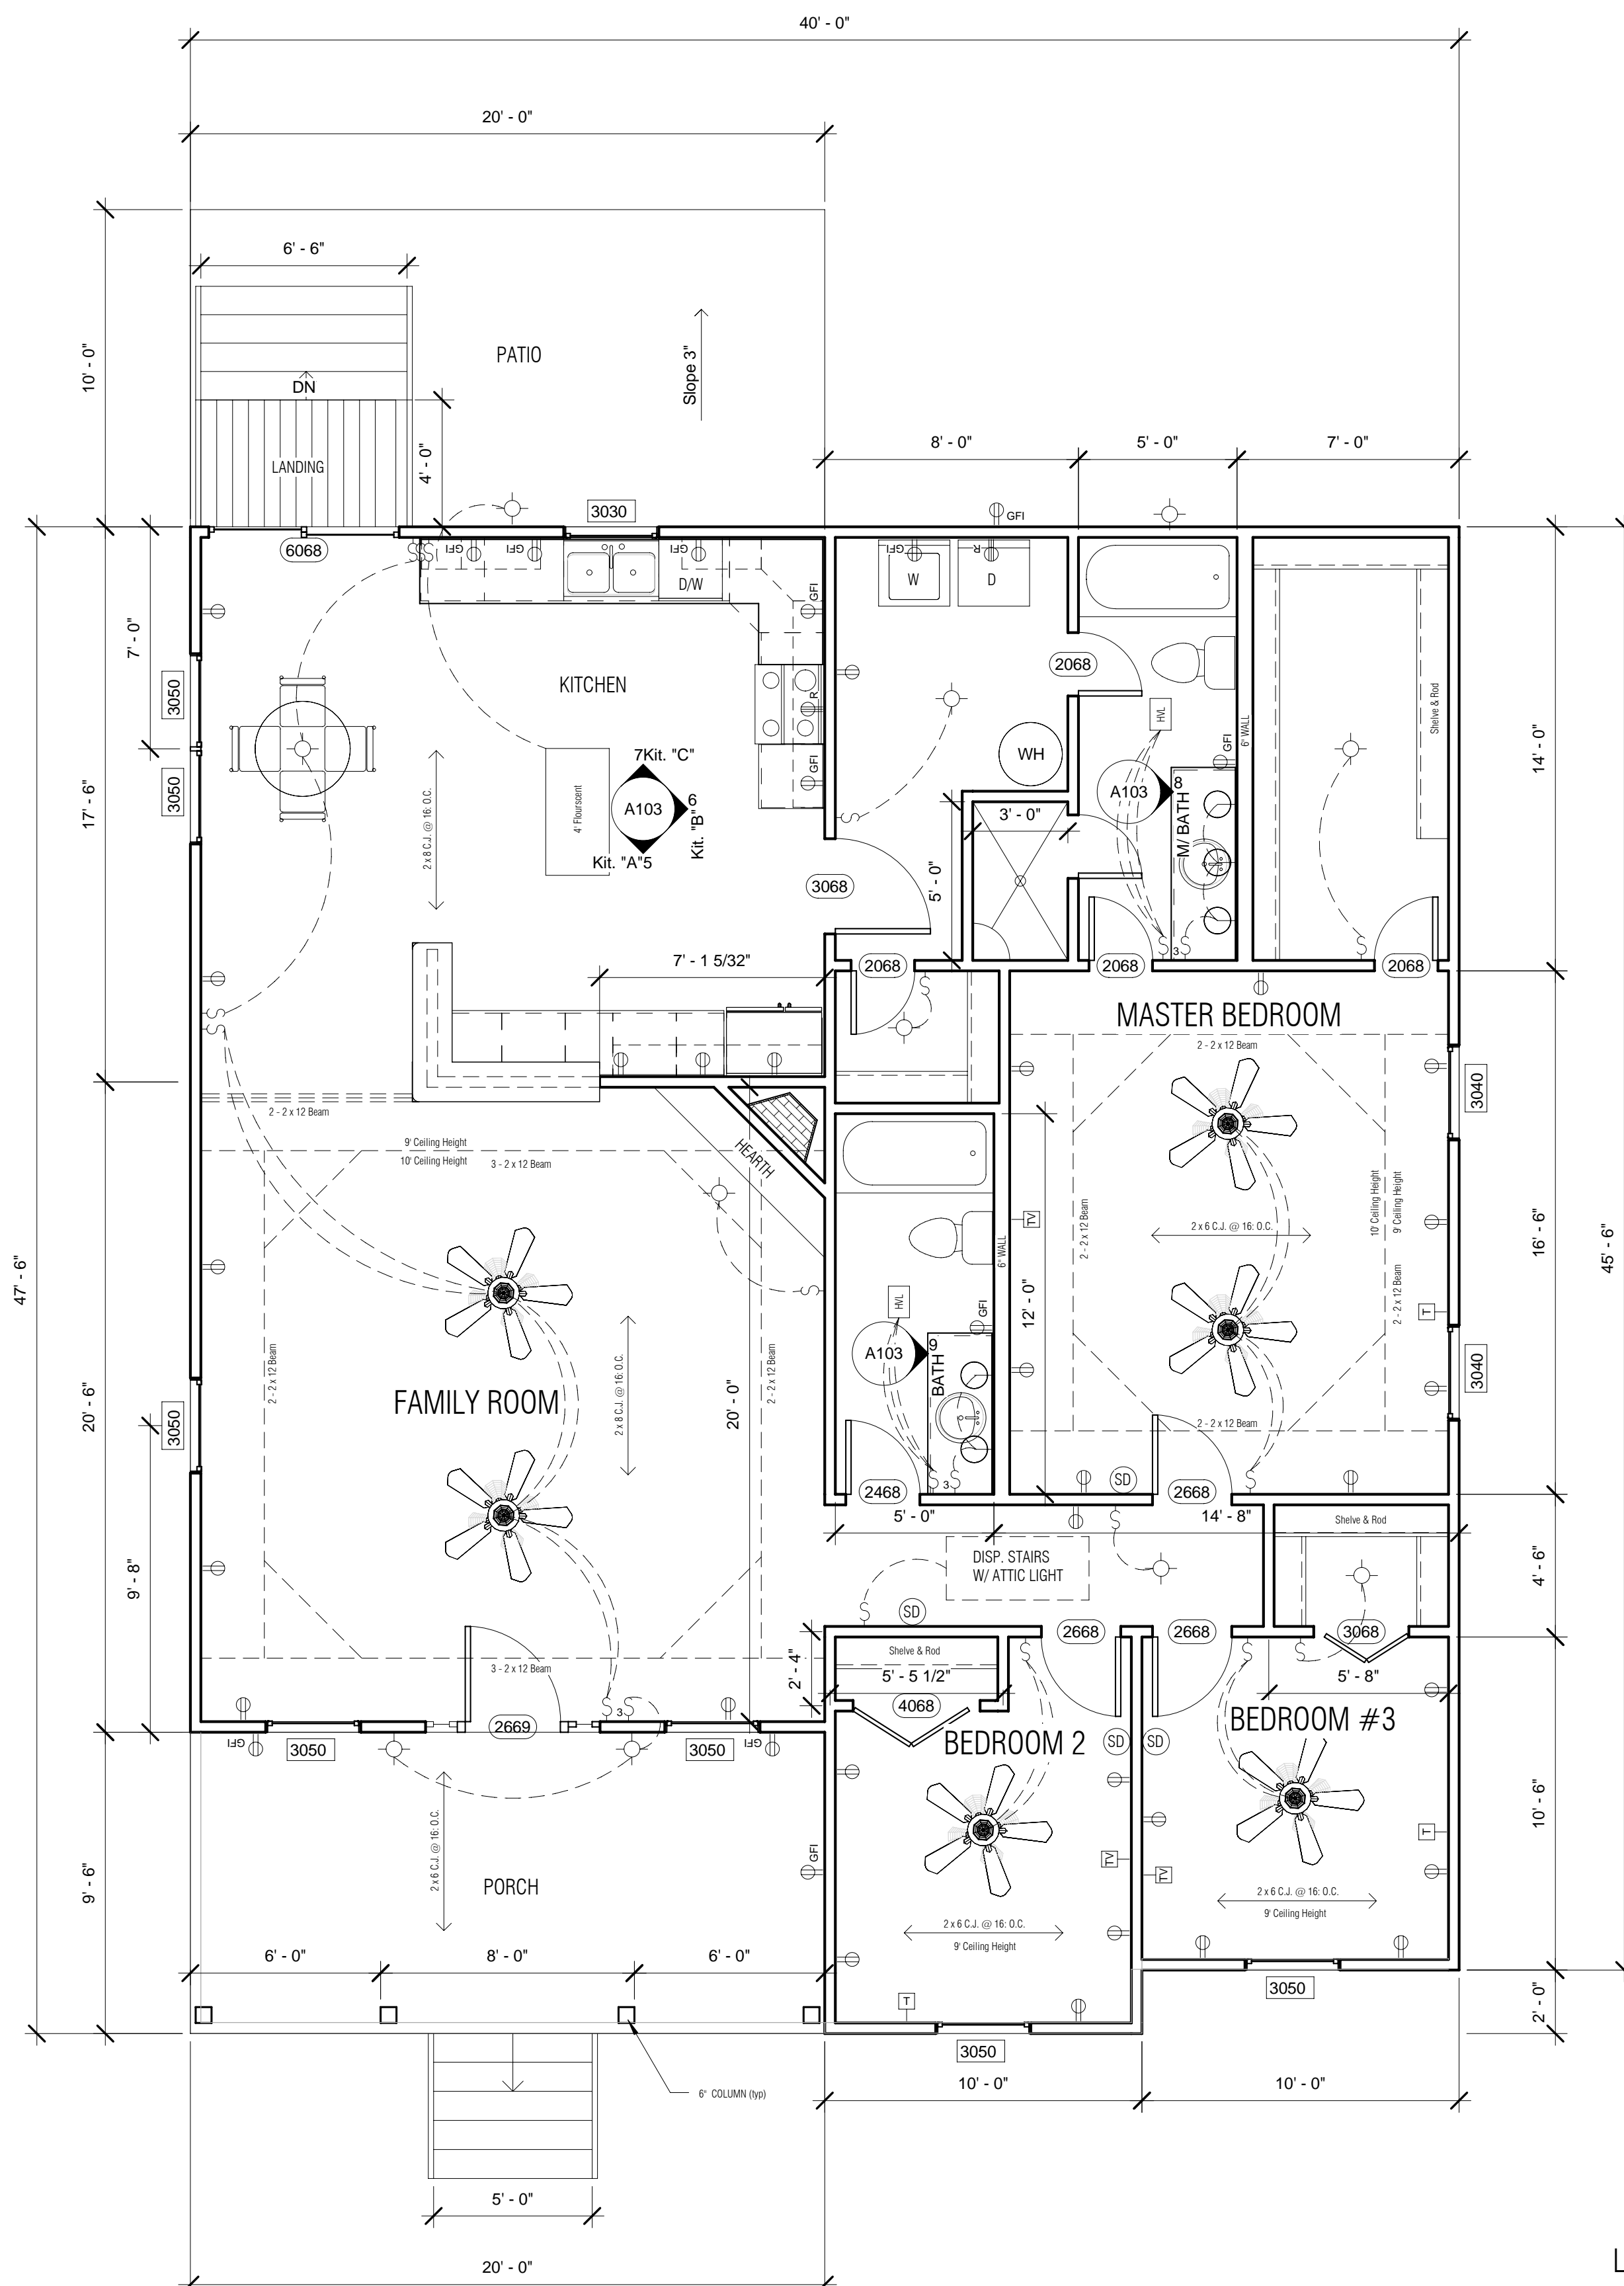 40' - 0"
20' - 0"
6' - 6"
10' - 0"
PATIO
Slope 3"
DN
LANDING
4' - 0"
8' - 0"
5' - 0"
7' - 0"
3030
GFI
6068
GFI
GFI
GFI
D/W
GFI
GFI
W
R
D
7' - 0"
3050
3050
17' - 6"
KITCHEN
R
GFI
2068
HVL
GFI
6" WALL
Shelve & Rod
14' - 0"
7Kit. "C"
A103
6
Kit. "B"
Kit. "A"5
4' Flourscent
2 x 8 C.J. @ 16: O.C.
WH
A103
8
M/ BATH
3' - 0"
5' - 0"
3068
3
7' - 1 5/32"
2068
2068
2068
MASTER BEDROOM
2 - 2 x 12 Beam
3040
2 - 2 x 12 Beam
9' Ceiling Height
10' Ceiling Height
3 - 2 x 12 Beam
HEARTH
TV
6" WALL
2 - 2 x 12 Beam
2 x 6 C.J. @ 16: O.C.
10' Ceiling Height
9' Ceiling Height
16' - 6"
45' - 6"
47' - 6"
12' - 0"
HVL
GFI
2 - 2 x 12 Beam
T
3040
A103
9
BATH
FAMILY ROOM
2 - 2 x 12 Beam
2 x 8 C.J. @ 16: O.C.
20' - 0"
2 - 2 x 12 Beam
20' - 6"
3050
2 - 2 x 12 Beam
3
SD
2468
2668
5' - 0"
14' - 8"
Shelve & Rod
9' - 8"
DISP. STAIRS
W/ ATTIC LIGHT
4' - 6"
SD
2668
2668
3068
2' - 4"
Shelve & Rod
5' - 5 1/2"
4068
5' - 8"
3 - 2 x 12 Beam
3
2669
GFI
3050
3050
GFI
BEDROOM 2
SD
SD
BEDROOM #3
10' - 6"
T
GFI
TV
TV
9' - 6"
2 x 6 C.J. @ 16: O.C.
PORCH
2 x 6 C.J. @ 16: O.C.
9' Ceiling Height
2 x 6 C.J. @ 16: O.C.
9' Ceiling Height
6' - 0"
8' - 0"
6' - 0"
3050
T
2' - 0"
3050
10' - 0"
10' - 0"
6" COLUMN (typ)
5' - 0"
20' - 0"
L